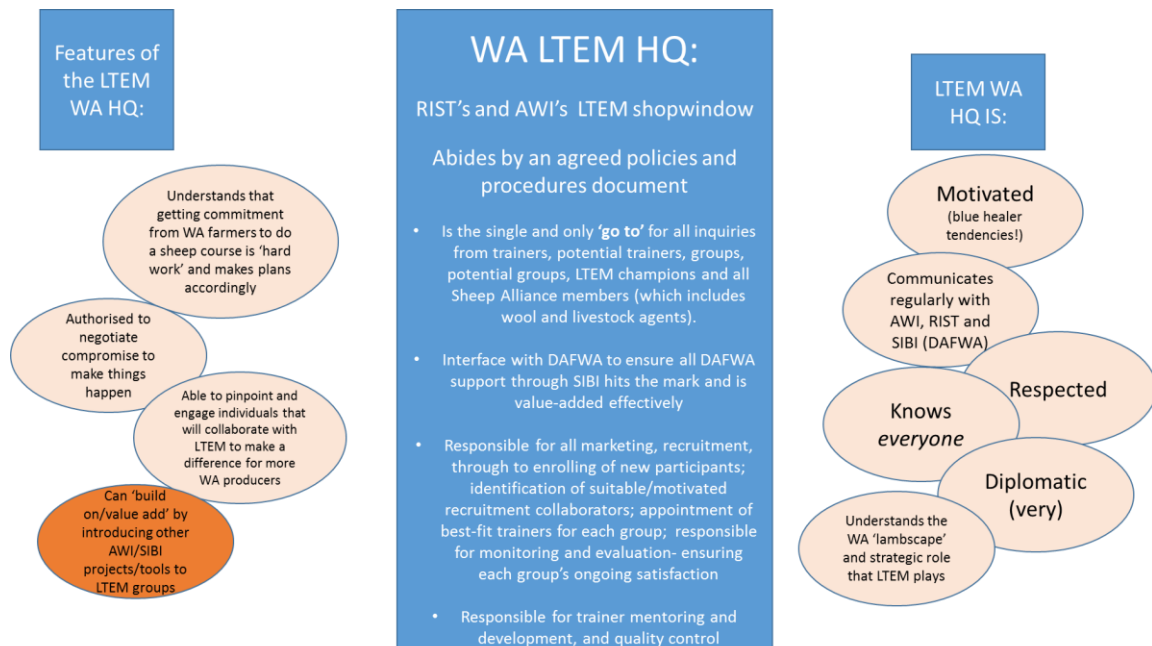 Features of
the LTEM
WA HQ:
Understands that
getting commitment
from WA farmers to do
a sheep course is ‘hard
work’ and makes plans
accordingly
Authorised to
negotiate
compromise to
make things
happen
Able to pinpoint and
engage individuals that
will collaborate with
LTEM to make a
difference for more
WA producers
Can ‘build
on/value add’ by
introducing other
AWI/SIBI
projects/tools to
LTEM groups
WA LTEM HQ:
RIST’s and AWI’s LTEM shopwindow
Abides by an agreed policies and
procedures document
• Is the single and only ‘go to’ for all inquiries
from trainers, potential trainers, groups,
potential groups, LTEM champions and all
Sheep Alliance members (which includes
wool and livestock agents).
• Interface with DAFWA to ensure all DAFWA
support through SIBI hits the mark and is
value-added effectively
• Responsible for all marketing, recruitment,
through to enrolling of new participants;
identification of suitable/motivated
recruitment collaborators; appointment of
best-fit trainers for each group; responsible
for monitoring and evaluation- ensuring
each group’s ongoing satisfaction
• Responsible for trainer mentoring and
development, and quality control
LTEM WA
HQ IS:
Motivated
(blue healer
tendencies!)
Communicates
regularly with
AWI, RIST and
SIBI (DAFWA)
Respected
Knows
everyone
Diplomatic
(very)
Understands the
WA ‘landscape’
and strategic role
that LTEM plays